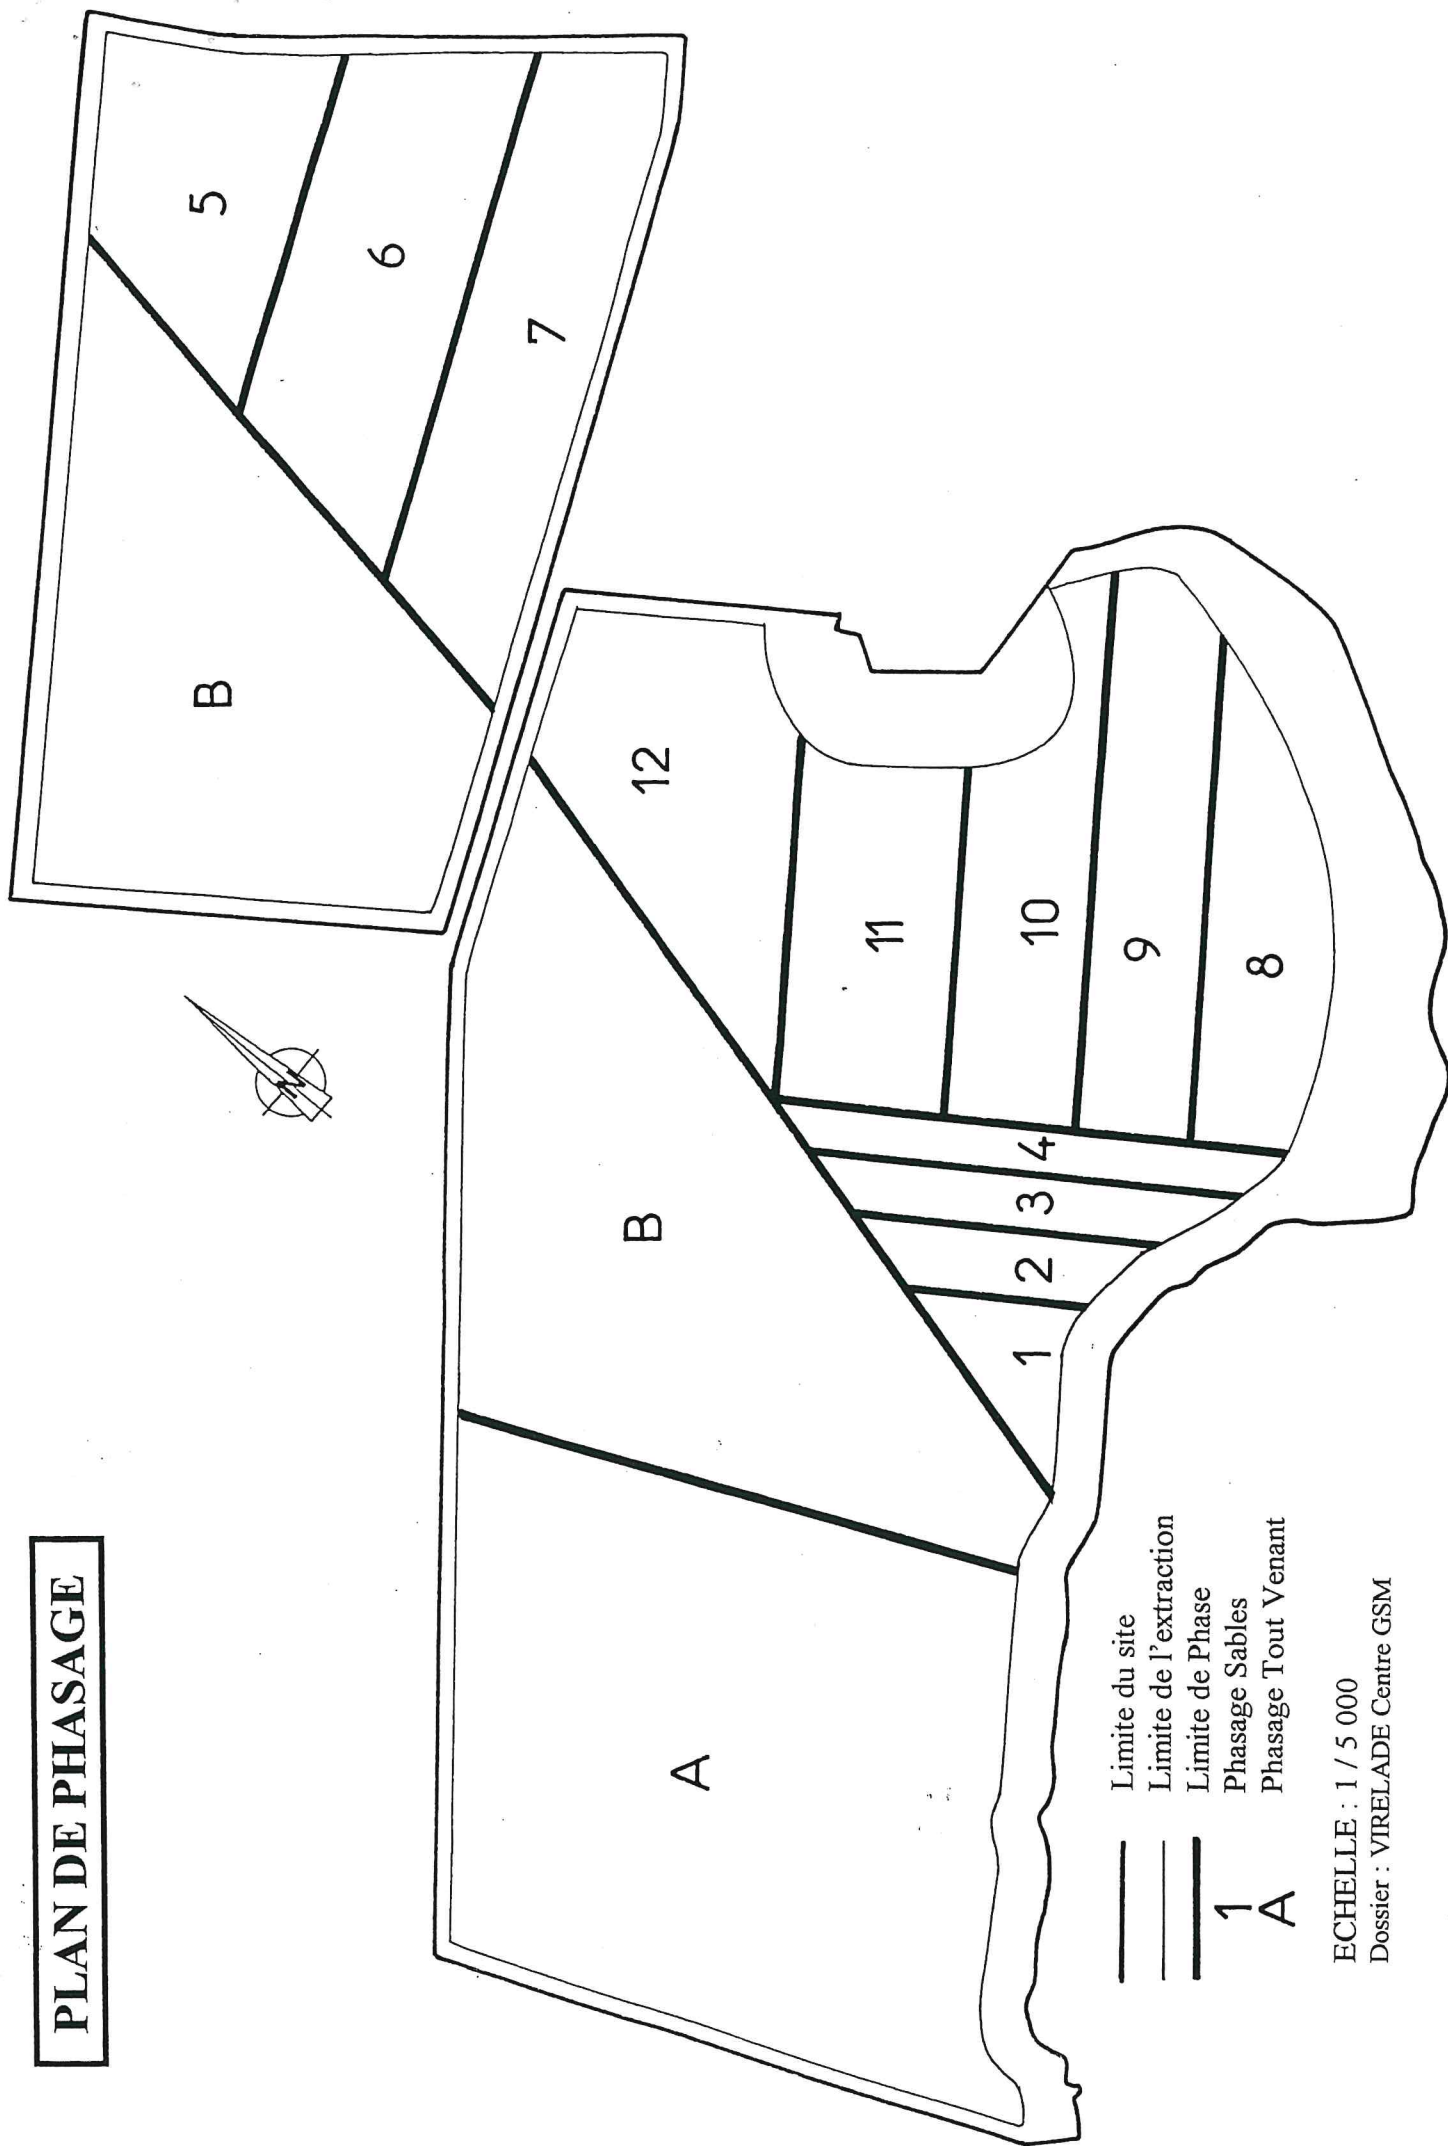 PLAN DE PHASAGE
5
6
7
B
12
11
10
9
8
N
B
4
3
2
1
A
Limite du site
Limite de l'extraction
Limite de Phase
1 Phasage Sables
A Phasage Tout Venant
ECHELLE : 1 / 5 000
Dossier : VIRELADE Centre GSM